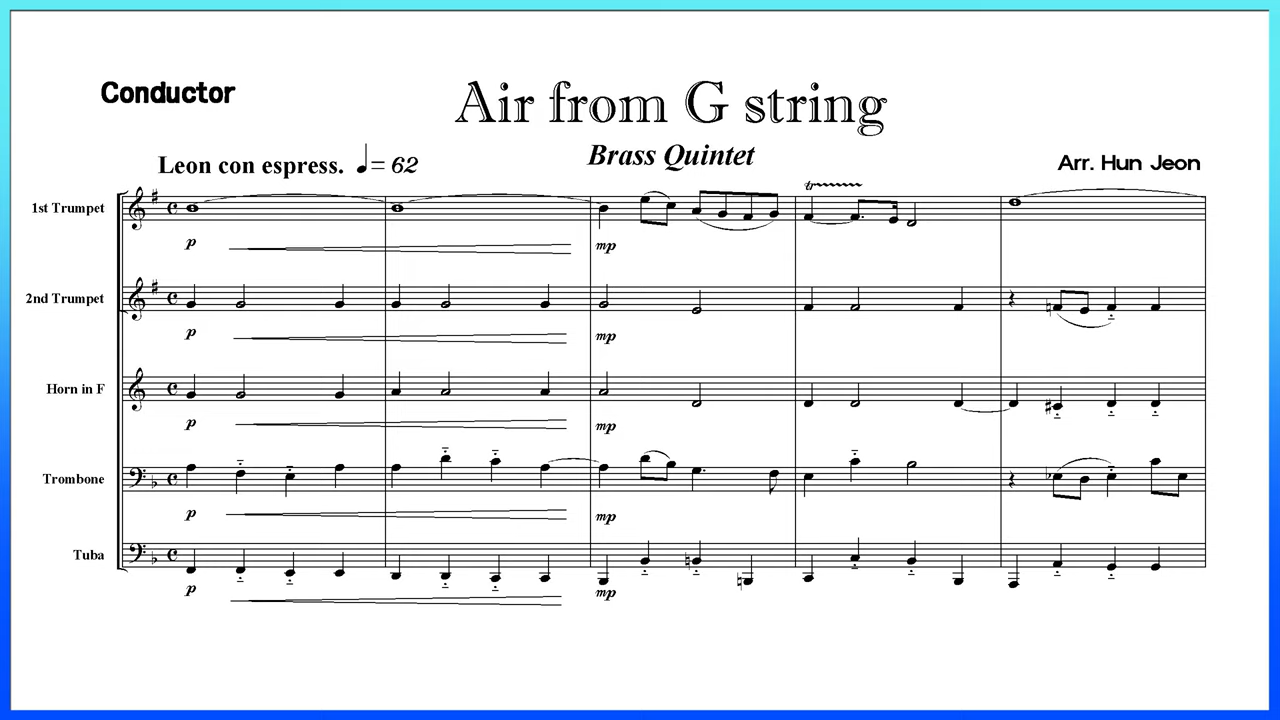 Conductor
Air from G string
Brass Quintet
Leon con espress. ♩= 62
Arr. Hun Jeon
1st Trumpet
p
mp
2nd Trumpet
p
mp
Horn in F
p
mp
Trombone
p
mp
Tuba
p
mp